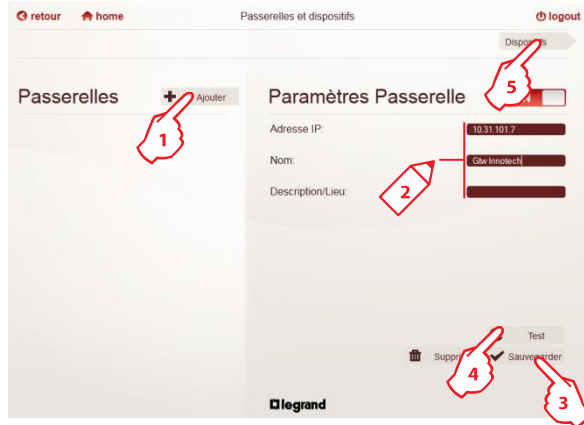 retour home Passerelles et dispositifs logout
Passerelles
Ajouter
1
Paramètres Passerelle
5
Adresse IP: 10.31.101.7
Nom: Gtw Innotech
Description/Lieu:
2
Test
Sauvegarder
4
3
legrand